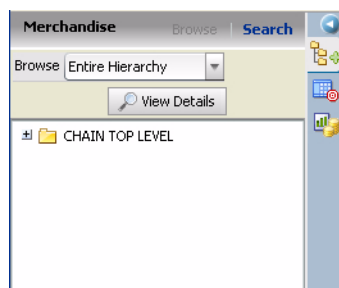 Merchandise Browse Search
Browse Entire Hierarchy
View Details
CHAIN TOP LEVEL